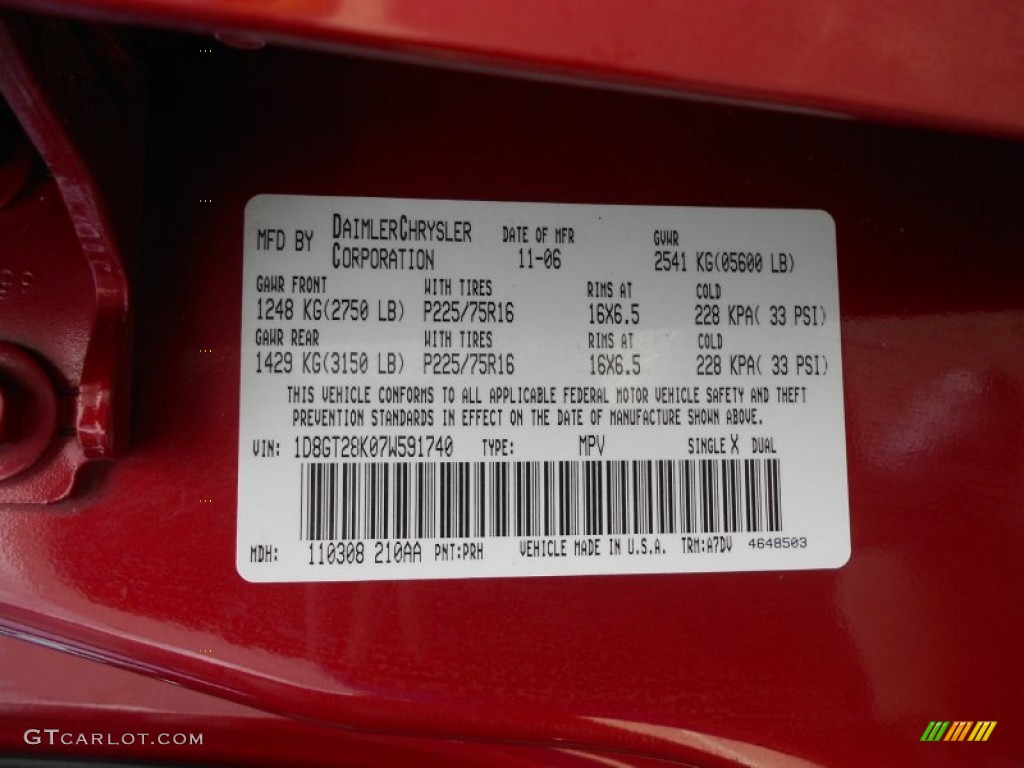 MFD BY DAIMLERCHRYSLER CORPORATION DATE OF MFR 11-06 GVWR 2541 KG(05600 LB)
GAWR FRONT WITH TIRES RIMS AT COLD
1248 KG(2750 LB) P225/75R16 16X6.5 228 KPA( 33 PSI)
GAWR REAR WITH TIRES RIMS AT COLD
1429 KG(3150 LB) P225/75R16 16X6.5 228 KPA( 33 PSI)
THIS VEHICLE CONFORMS TO ALL APPLICABLE FEDERAL MOTOR VEHICLE SAFETY AND THEFT
PREVENTION STANDARDS IN EFFECT ON THE DATE OF MANUFACTURE SHOWN ABOVE.
VIN: 1D8GT28K07W591740 TYPE: MPV SINGLE X DUAL
MDH: 110308 210AA PNT:PRH VEHICLE MADE IN U.S.A. TRM:A7DV 4648503
GTCARLOT.COM